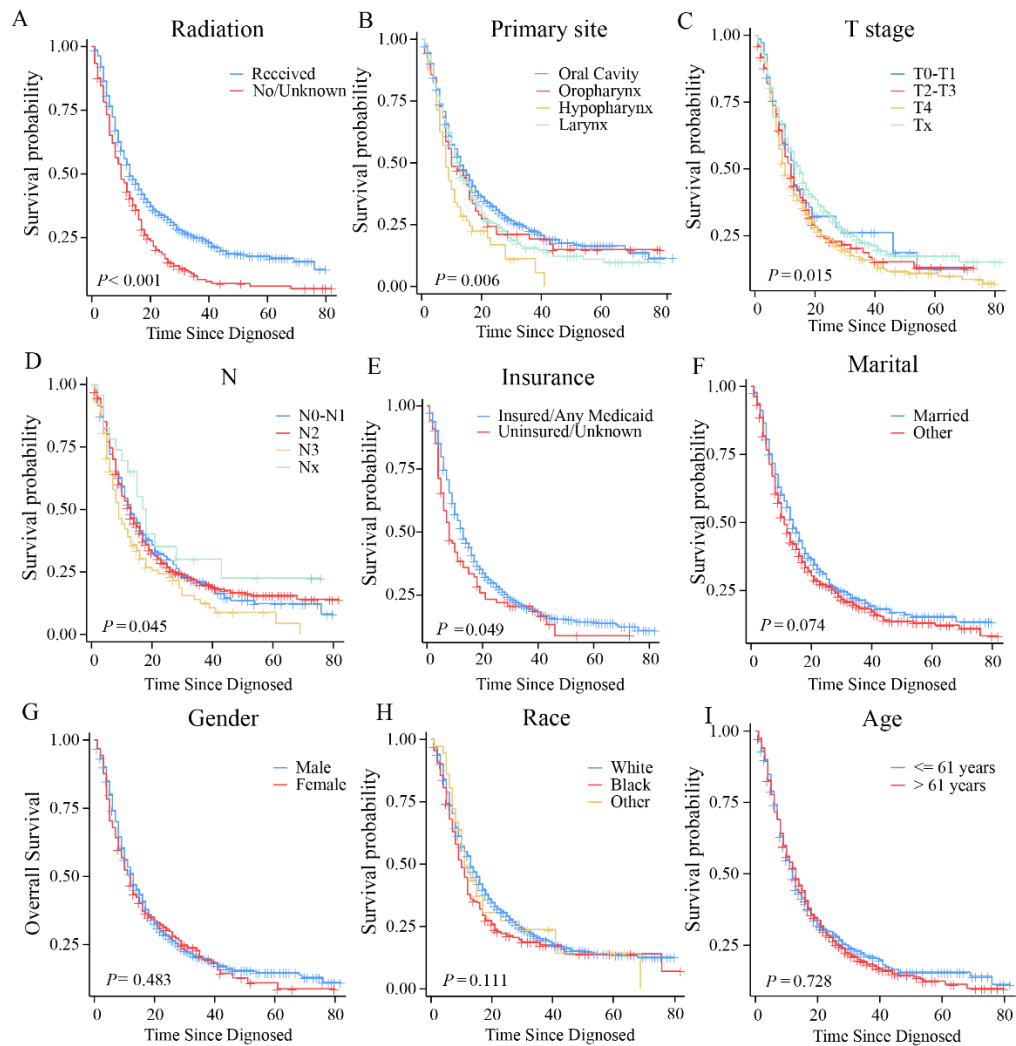 A
Radiation
Survival probability
1.00
0.75
0.50
0.25
Received
No/Unknown
P< 0.001
0 20 40 60 80
Time Since Dignosed
B
Primary site
Survival probability
1.00
0.75
0.50
0.25
0.00
Oral Cavity
Oropharynx
Hypopharynx
Larynx
P= 0.006
0 20 40 60 80
Time Since Dignosed
C
T stage
Survival probability
1.00
0.75
0.50
0.25
T0-T1
T2-T3
T4
Tx
P =0.015
0 20 40 60 80
Time Since Dignosed
D
N
Survival probability
1.00
0.75
0.50
0.25
0.00
N0-N1
N2
N3
Nx
P =0.045
0 20 40 60 80
Time Since Dignosed
E
Insurance
Survival probability
1.00
0.75
0.50
0.25
Insured/Any Medicaid
Uninsured/Unknown
P =0.049
0 20 40 60 80
Time Since Dignosed
F
Marital
Survival probability
1.00
0.75
0.50
0.25
Married
Other
P =0.074
0 20 40 60 80
Time Since Dignosed
G
Gender
Overall Survival
1.00
0.75
0.50
0.25
Male
Female
P = 0.483
0 20 40 60 80
Time Since Dignosed
H
Race
Survival probability
1.00
0.75
0.50
0.25
0.00
White
Black
Other
P = 0.111
0 20 40 60 80
Time Since Dignosed
I
Age
Survival probability
1.00
0.75
0.50
0.25
<= 61 years
> 61 years
P =0.728
0 20 40 60 80
Time Since Dignosed